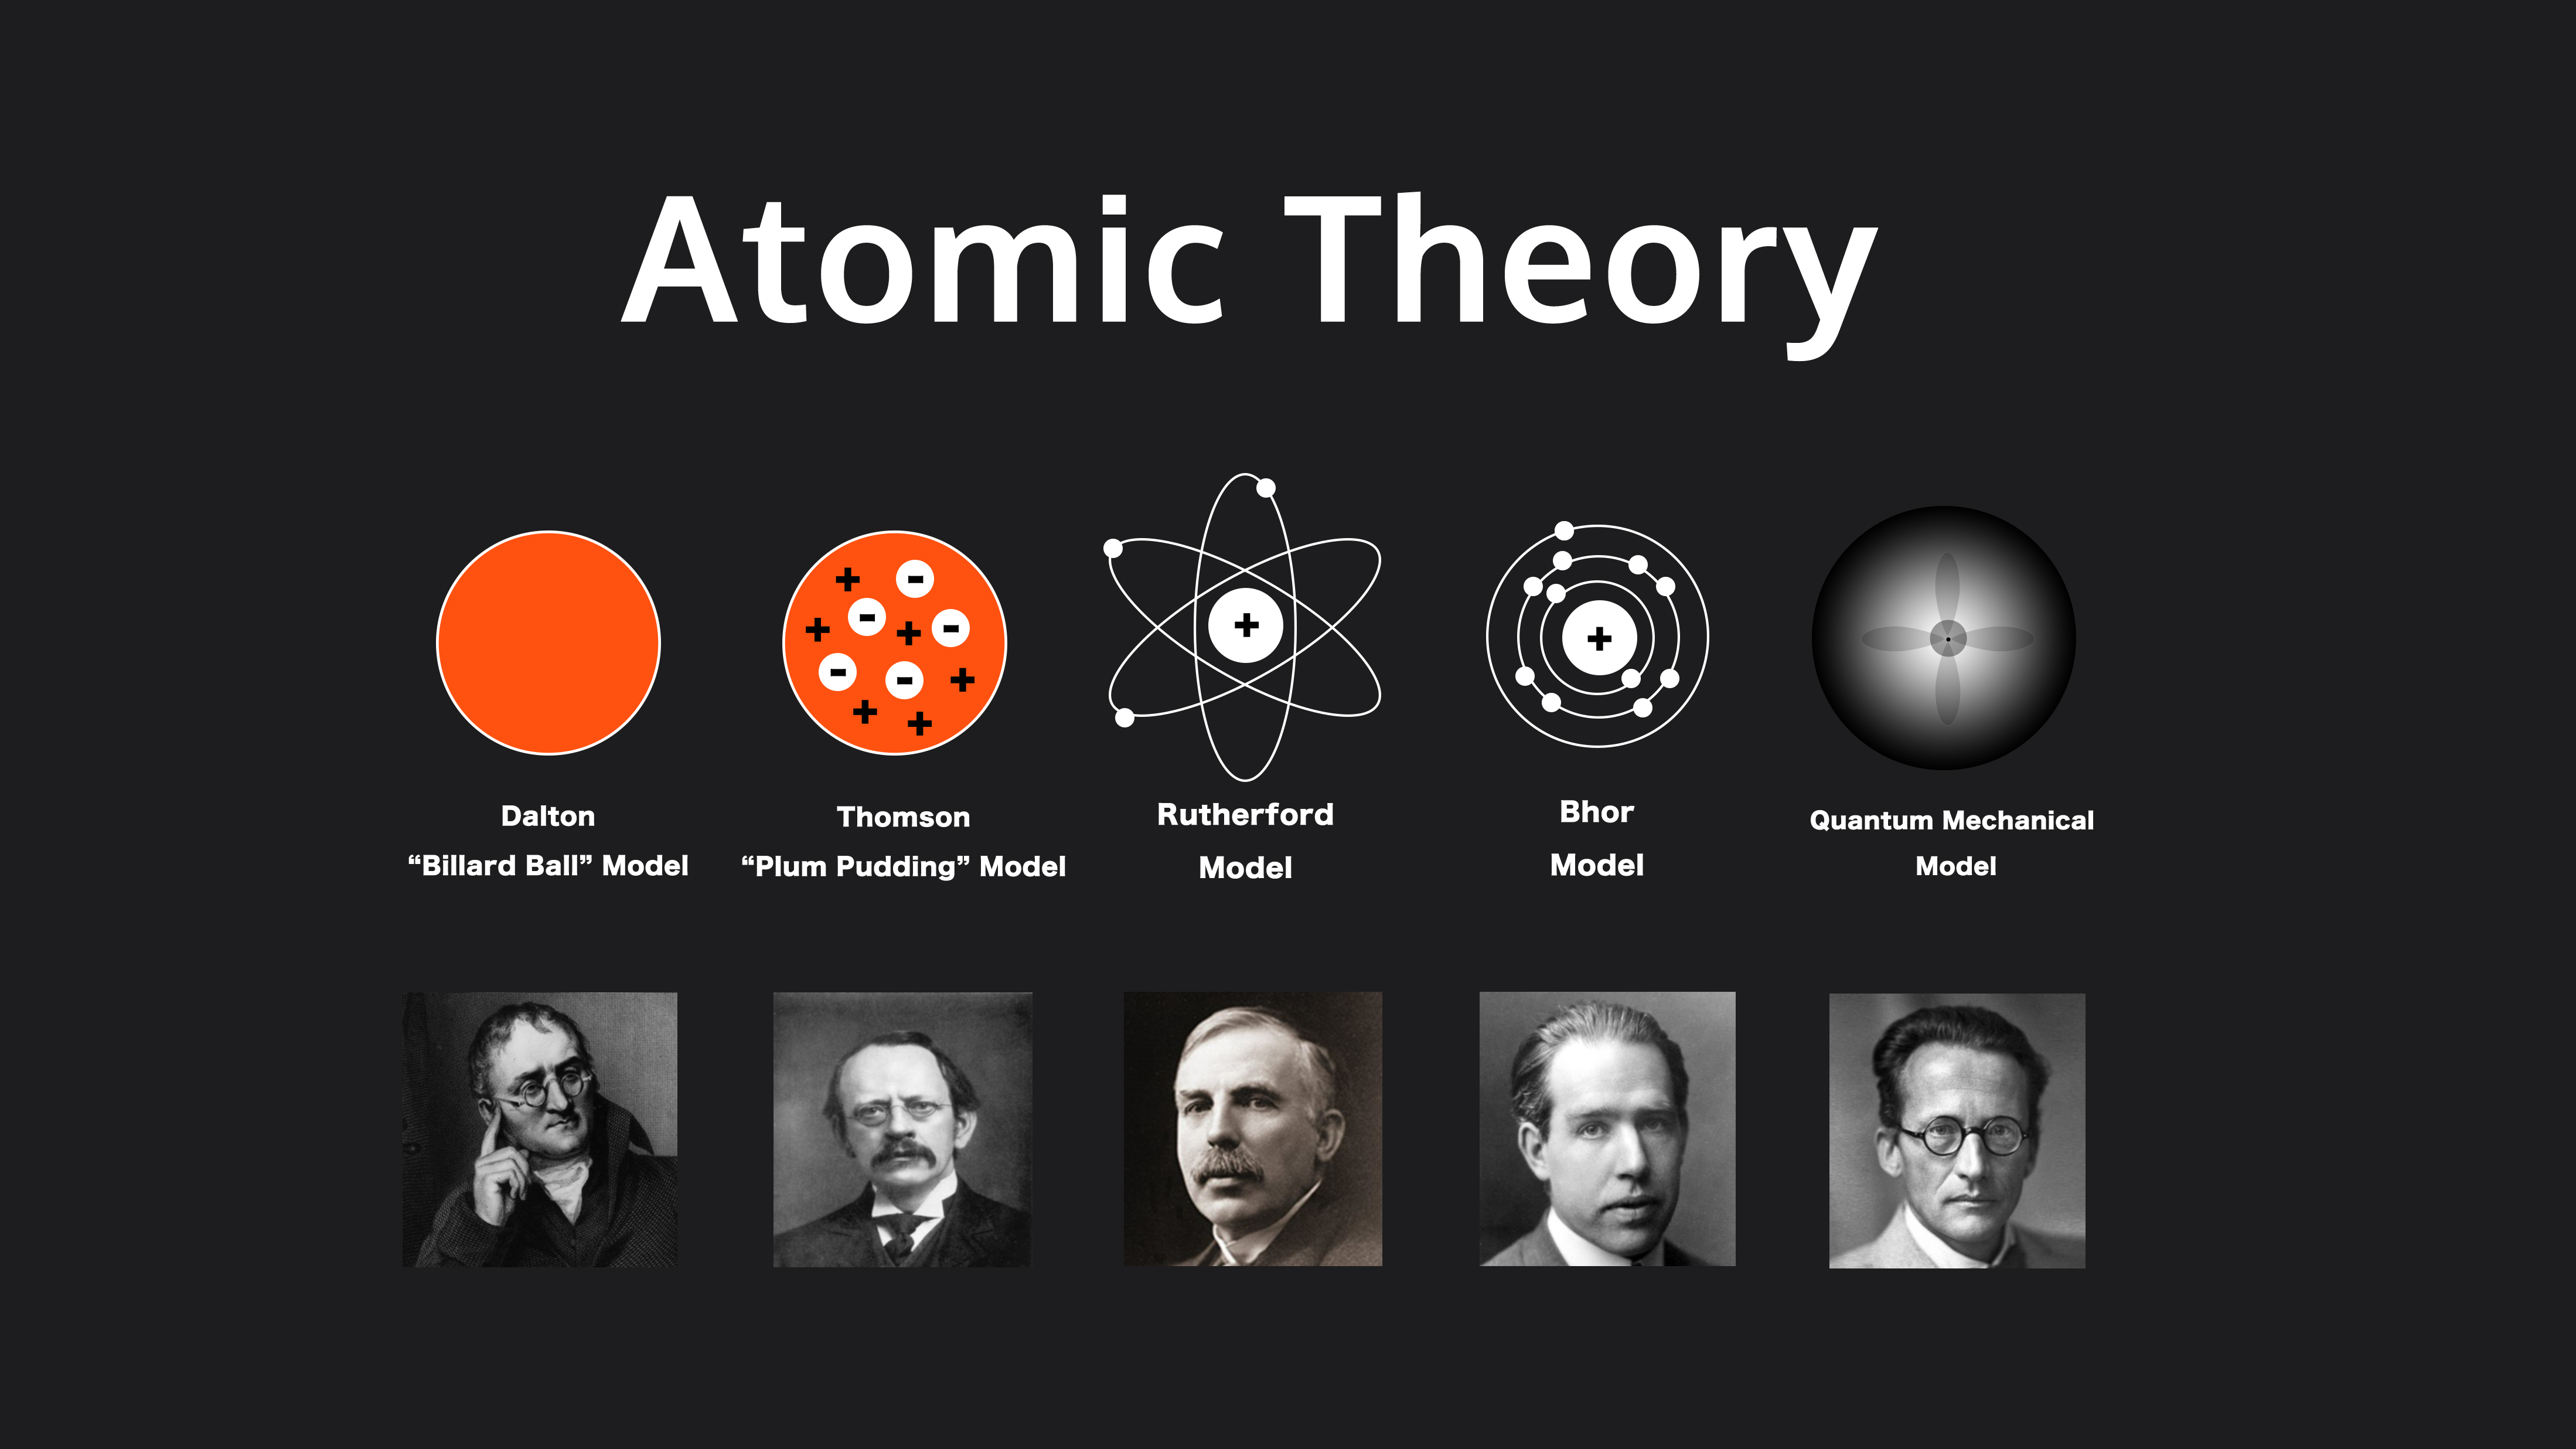 Atomic Theory
+ -
- -
+ +
- - +
+ +
+
+
Dalton
“Billard Ball” Model
Thomson
“Plum Pudding” Model
Rutherford
Model
Bhor
Model
Quantum Mechanical
Model